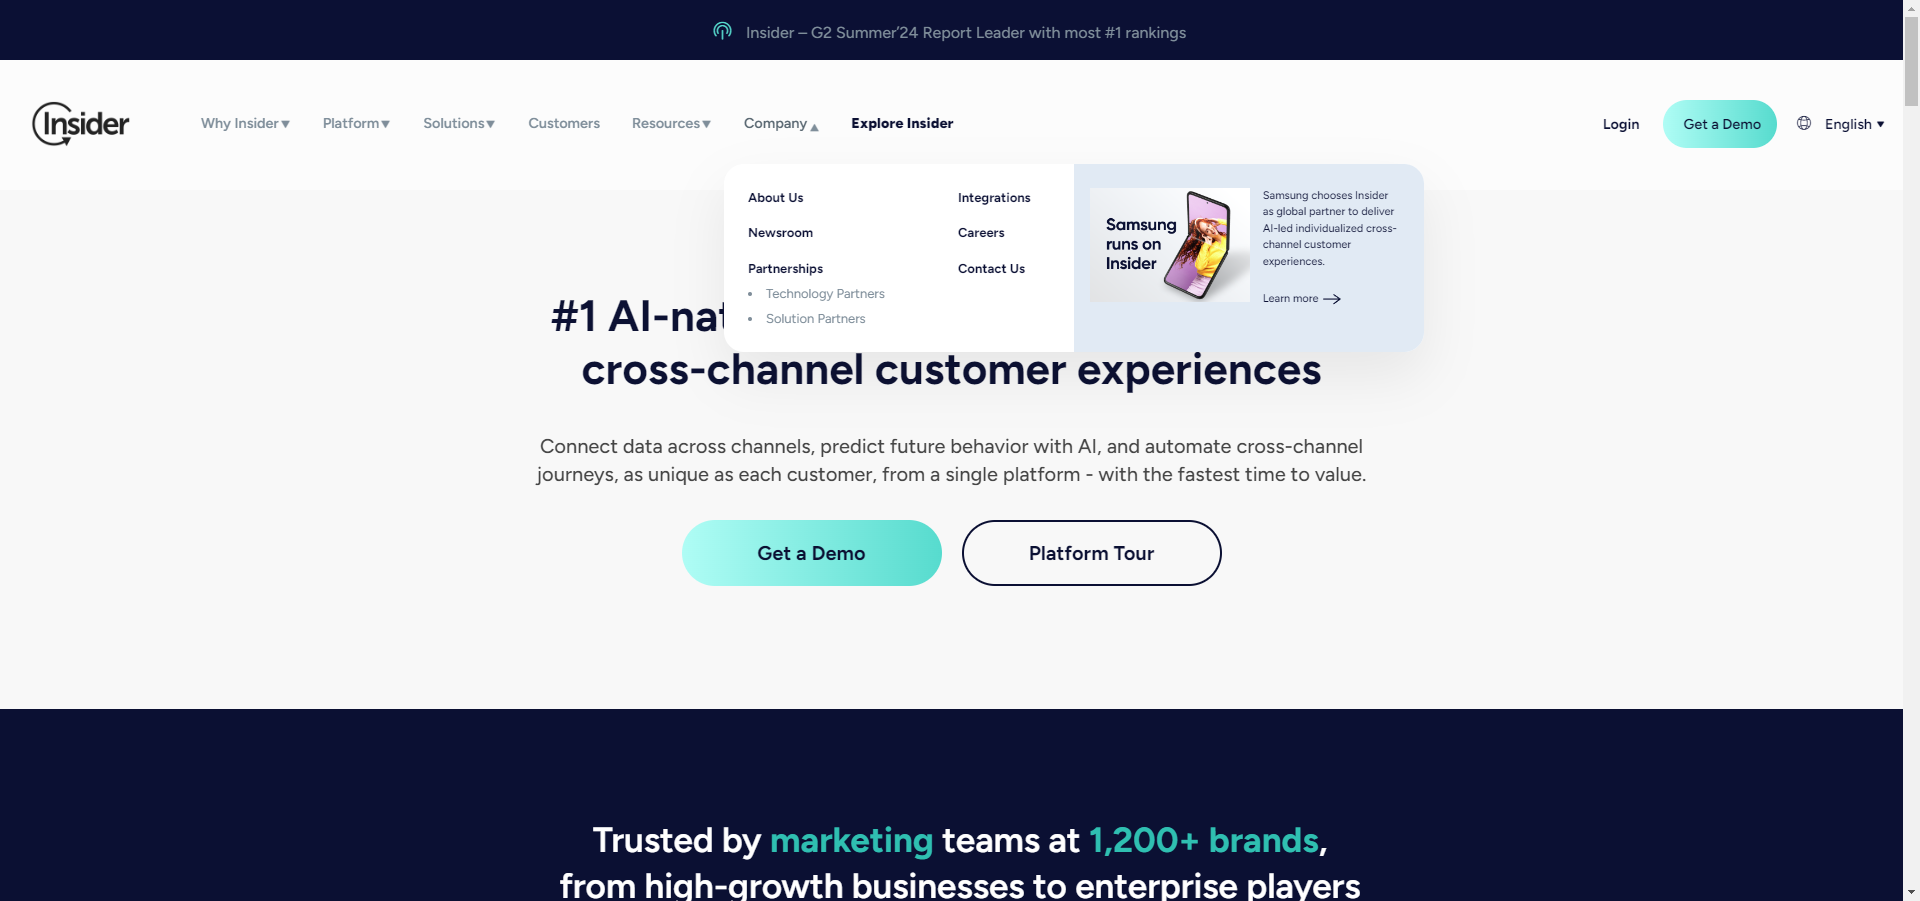 Insider – G2 Summer’24 Report Leader with most #1 rankings
Insider
Why Insider
Platform
Solutions
Customers
Resources
Company
Explore Insider
Login
Get a Demo
English
About Us
Newsroom
Partnerships
• Technology Partners
• Solution Partners
Integrations
Careers
Contact Us
Samsung
runs on
Insider
Samsung chooses Insider
as global partner to deliver
AI-led individualized cross-
channel customer
experiences.
Learn more
#1 AI-nat
cross-channel customer experiences
Connect data across channels, predict future behavior with AI, and automate cross-channel
journeys, as unique as each customer, from a single platform - with the fastest time to value.
Get a Demo
Platform Tour
Trusted by marketing teams at 1,200+ brands,
from high-growth businesses to enterprise players